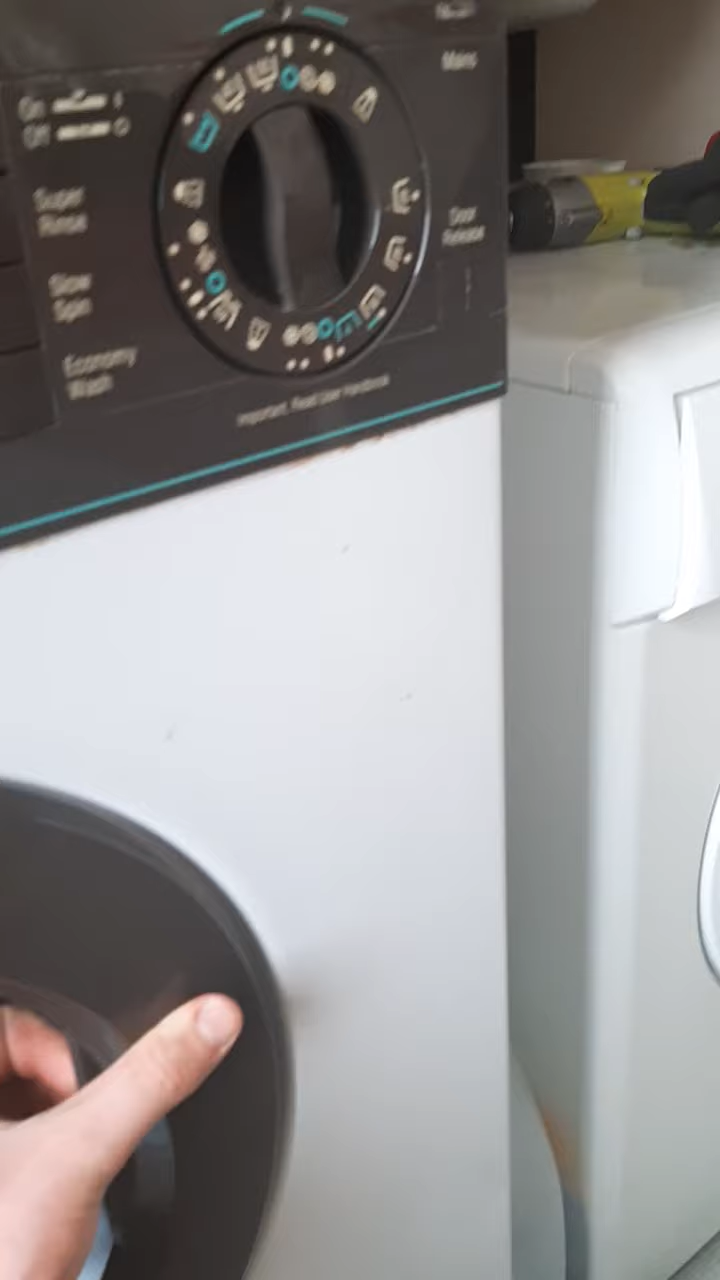 Mains
On
Off
Super
Rinse
Door
Release
Slow
Spin
Economy
Wash
Important, Read User Handbook